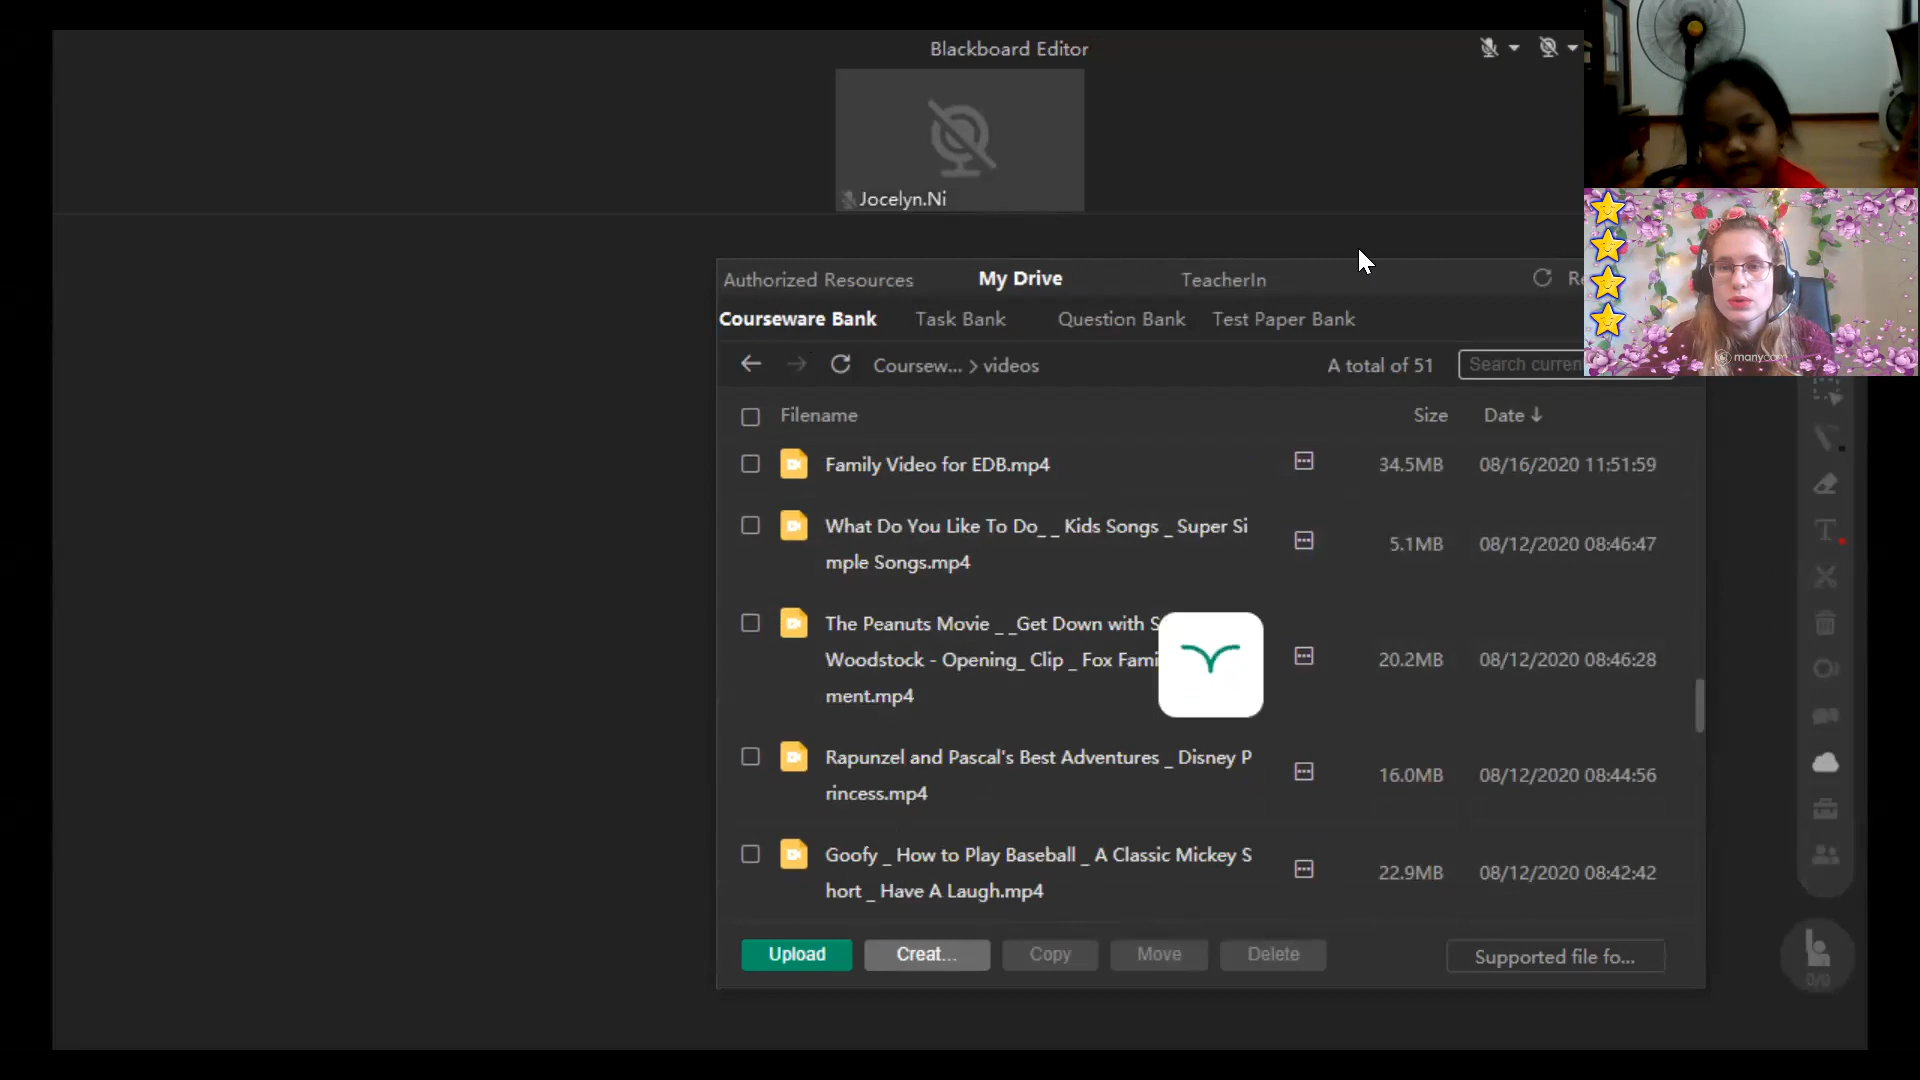 Blackboard Editor
Jocelyn.Ni
Authorized Resources My Drive TeacherIn
Courseware Bank Task Bank Question Bank Test Paper Bank
Coursew... > videos A total of 51 Search curren
Filename Size Date ↓
Family Video for EDB.mp4 34.5MB 08/16/2020 11:51:59
What Do You Like To Do_ _ Kids Songs _ Super Si
mple Songs.mp4 5.1MB 08/12/2020 08:46:47
The Peanuts Movie _ _Get Down with S
Woodstock - Opening_ Clip _ Fox Fami 20.2MB 08/12/2020 08:46:28
ment.mp4
Rapunzel and Pascal's Best Adventures _ Disney P
rincess.mp4 16.0MB 08/12/2020 08:44:56
Goofy _ How to Play Baseball _ A Classic Mickey S
hort _ Have A Laugh.mp4 22.9MB 08/12/2020 08:42:42
Upload Creat... Copy Move Delete Supported file fo...
0/0
manycam